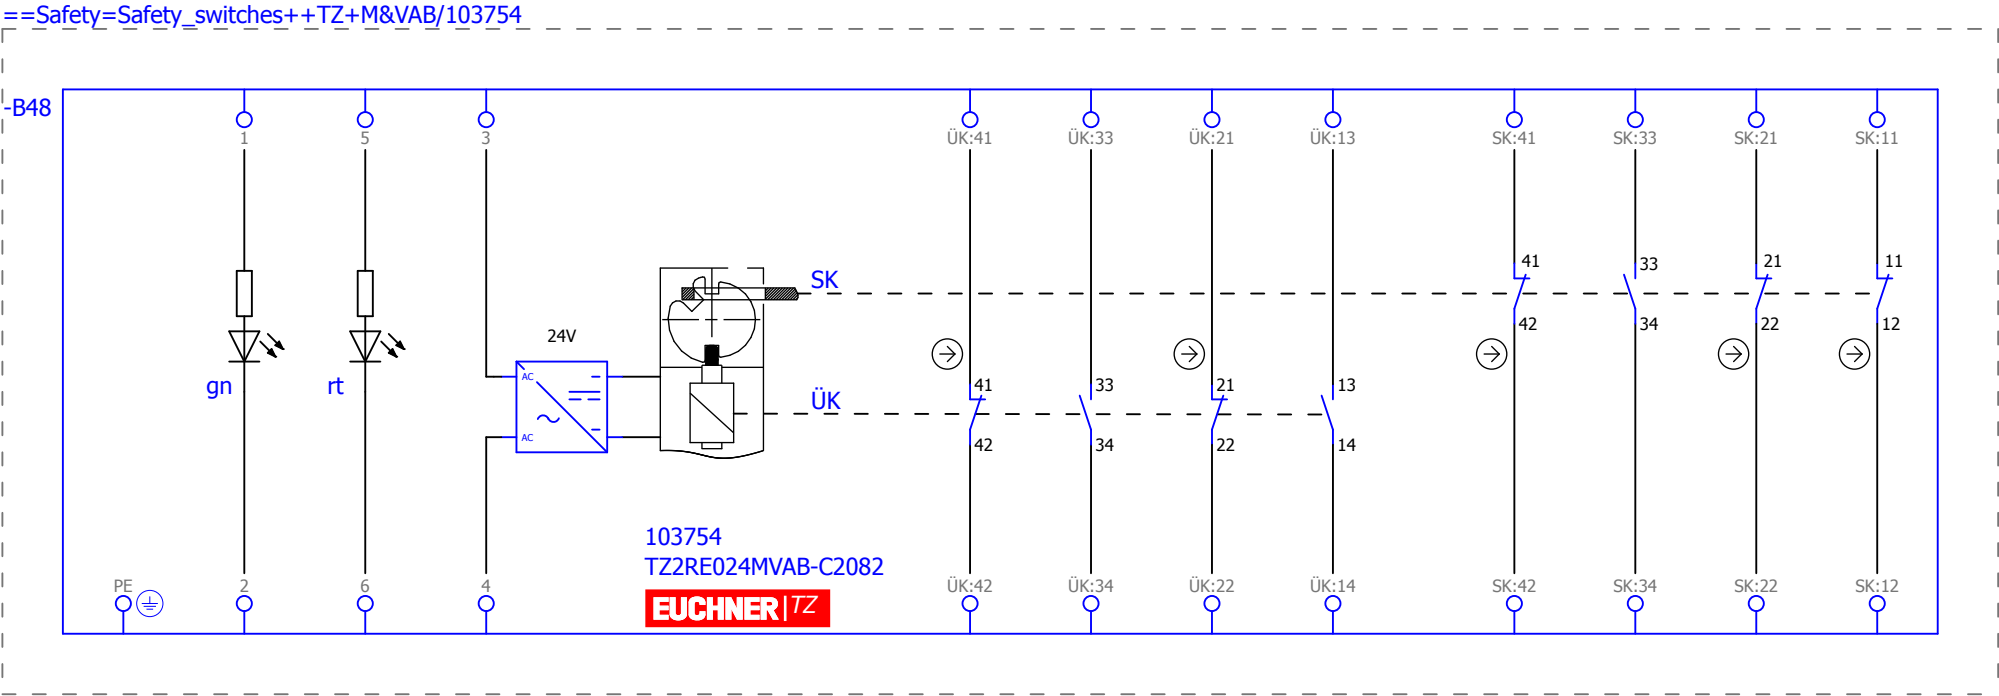 ==Safety=Safety_switches++TZ+M&VAB/103754
-B48
1 5 3 ÜK:41 ÜK:33 ÜK:21 ÜK:13 SK:41 SK:33 SK:21 SK:11
41 33 21 11
SK
42 34 22 12
24V
AC
gn rt
41 33 21 13
ÜK
AC
42 34 22 14
103754
TZ2RE024MVAB-C2082
PE 2 6 4 ÜK:42 ÜK:34 ÜK:22 ÜK:14 SK:42 SK:34 SK:22 SK:12
EUCHNER TZ